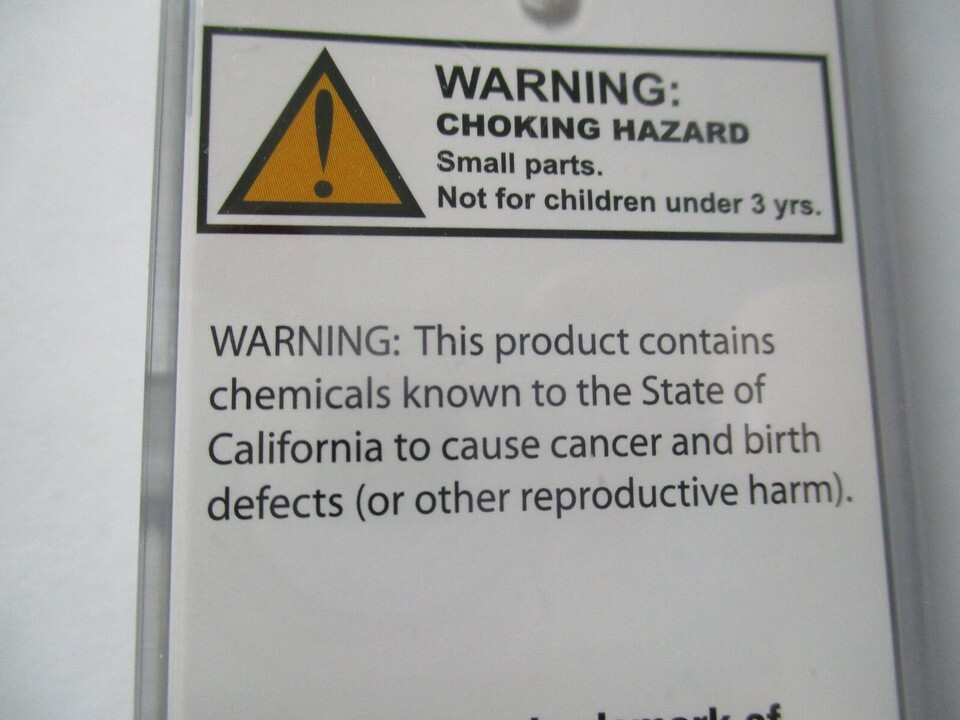 WARNING:
CHOKING HAZARD
Small parts.
Not for children under 3 yrs.
WARNING: This product contains
chemicals known to the State of
California to cause cancer and birth
defects (or other reproductive harm).
of